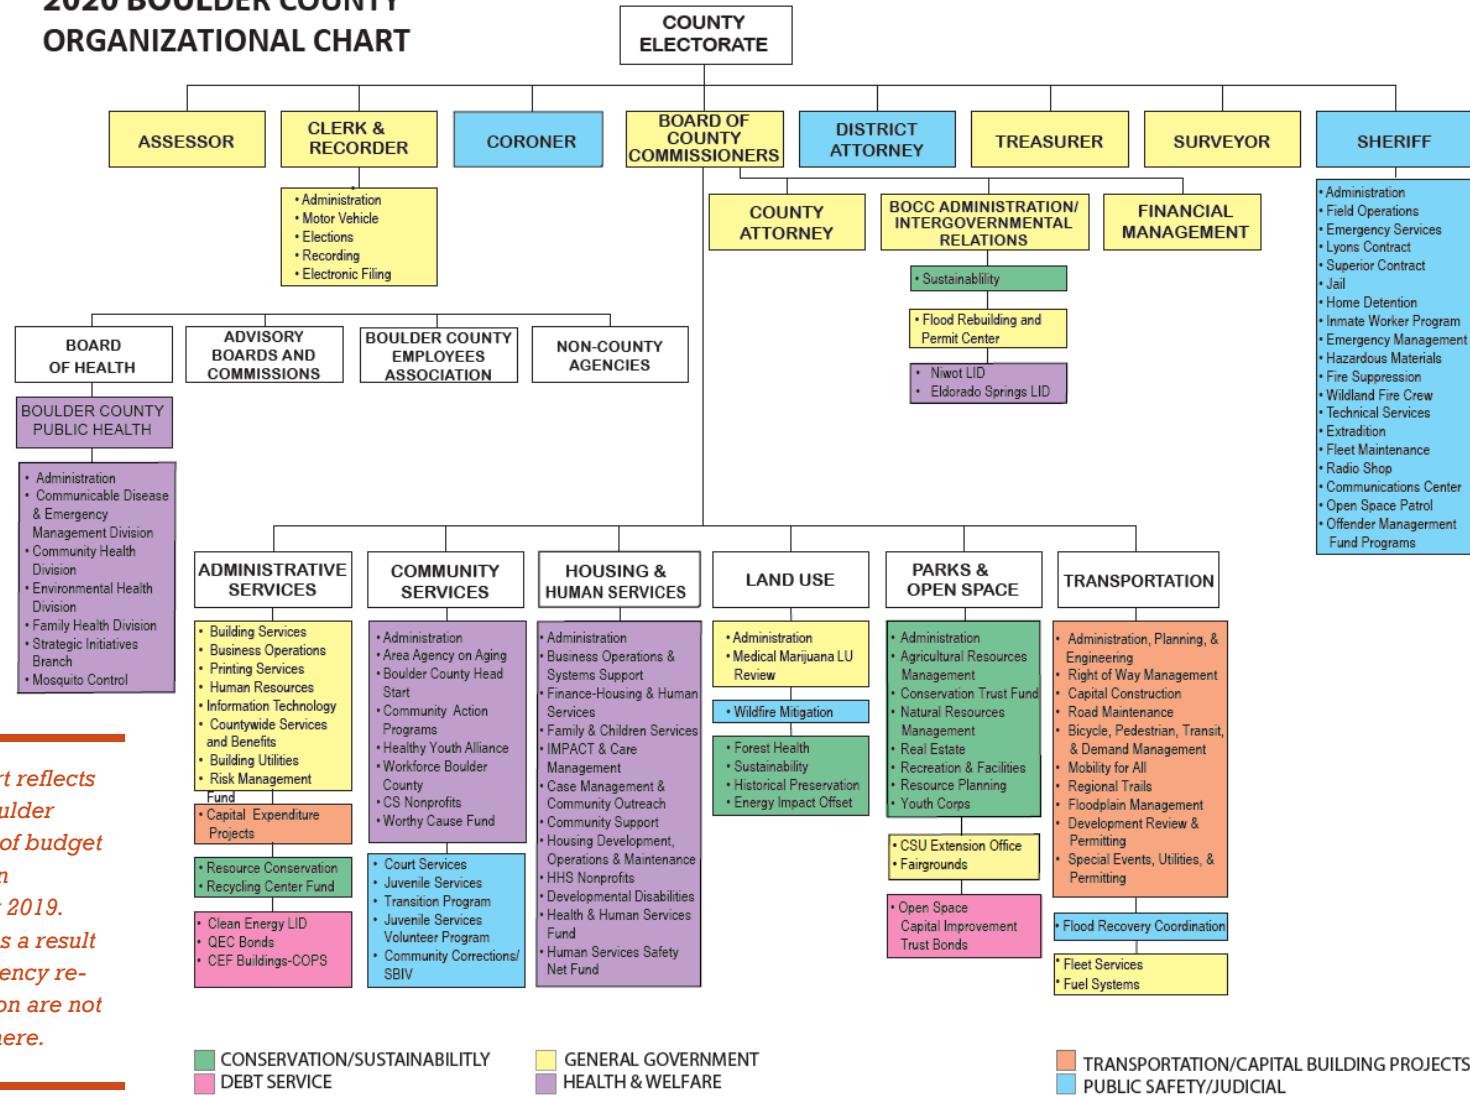 2020 BOULDER COUNTY
ORGANIZATIONAL CHART
COUNTY
ELECTORATE
ASSESSOR
CLERK &
RECORDER
CORONER
BOARD OF
COUNTY
COMMISSIONERS
DISTRICT
ATTORNEY
TREASURER
SURVEYOR
SHERIFF
• Administration
• Motor Vehicle
• Elections
• Recording
• Electronic Filing
COUNTY
ATTORNEY
BOCC ADMINISTRATION/
INTERGOVERNMENTAL
RELATIONS
FINANCIAL
MANAGEMENT
• Sustainablility
• Flood Rebuilding and
Permit Center
• Niwot LID
• Eldorado Springs LID
• Administration
• Field Operations
• Emergency Services
• Lyons Contract
• Superior Contract
• Jail
• Home Detention
• Inmate Worker Program
• Emergency Management
• Hazardous Materials
• Fire Suppression
• Wildland Fire Crew
• Technical Services
• Extradition
• Fleet Maintenance
• Radio Shop
• Communications Center
• Open Space Patrol
• Offender Managerment
Fund Programs
BOARD
OF HEALTH
ADVISORY
BOARDS AND
COMMISSIONS
BOULDER COUNTY
EMPLOYEES
ASSOCIATION
NON-COUNTY
AGENCIES
BOULDER COUNTY
PUBLIC HEALTH
• Administration
• Communicable Disease
& Emergency
Management Division
• Community Health
Division
• Environmental Health
Division
• Family Health Division
• Strategic Initiatives
Branch
• Mosquito Control
ADMINISTRATIVE
SERVICES
• Building Services
• Business Operations
• Printing Services
• Human Resources
• Information Technology
• Countywide Services
and Benefits
• Building Utilities
• Risk Management
Fund
• Capital Expenditure
Projects
• Resource Conservation
• Recycling Center Fund
• Clean Energy LID
• QEC Bonds
• CEF Buildings-COPS
COMMUNITY
SERVICES
• Administration
• Area Agency on Aging
• Boulder County Head
Start
• Community Action
Programs
• Healthy Youth Alliance
• Workforce Boulder
County
• CS Nonprofits
• Worthy Cause Fund
• Court Services
• Juvenile Services
• Transition Program
• Juvenile Services
Volunteer Program
• Community Corrections/
SBIV
HOUSING &
HUMAN SERVICES
• Administration
• Business Operations &
Systems Support
• Finance-Housing & Human
Services
• Family & Children Services
• IMPACT & Care
Management
• Case Management &
Community Outreach
• Community Support
• Housing Development,
Operations & Maintenance
• HHS Nonprofits
• Developmental Disabilities
• Health & Human Services
Fund
• Human Services Safety
Net Fund
LAND USE
• Administration
• Medical Marijuana LU
Review
• Wildfire Mitigation
• Forest Health
• Sustainability
• Historical Preservation
• Energy Impact Offset
PARKS &
OPEN SPACE
• Administration
• Agricultural Resources
Management
• Conservation Trust Fund
• Natural Resources
Management
• Real Estate
• Recreation & Facilities
• Resource Planning
• Youth Corps
• CSU Extension Office
• Fairgrounds
• Open Space
Capital Improvement
Trust Bonds
TRANSPORTATION
• Administration, Planning, &
Engineering
• Right of Way Management
• Capital Construction
• Road Maintenance
• Bicycle, Pedestrian, Transit,
& Demand Management
• Mobility for All
• Regional Trails
• Floodplain Management
• Development Review &
Permitting
• Special Events, Utilities, &
Permitting
• Flood Recovery Coordination
• Fleet Services
• Fuel Systems
rt reflects
ulder
of budget
n
2019.
s a result
ency re-
on are not
here.
CONSERVATION/SUSTAINABILITLY
DEBT SERVICE
GENERAL GOVERNMENT
HEALTH & WELFARE
TRANSPORTATION/CAPITAL BUILDING PROJECTS
PUBLIC SAFETY/JUDICIAL